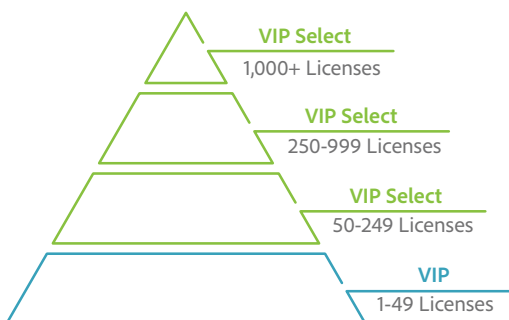 VIP Select
1,000+ Licenses
VIP Select
250-999 Licenses
VIP Select
50-249 Licenses
VIP
1-49 Licenses